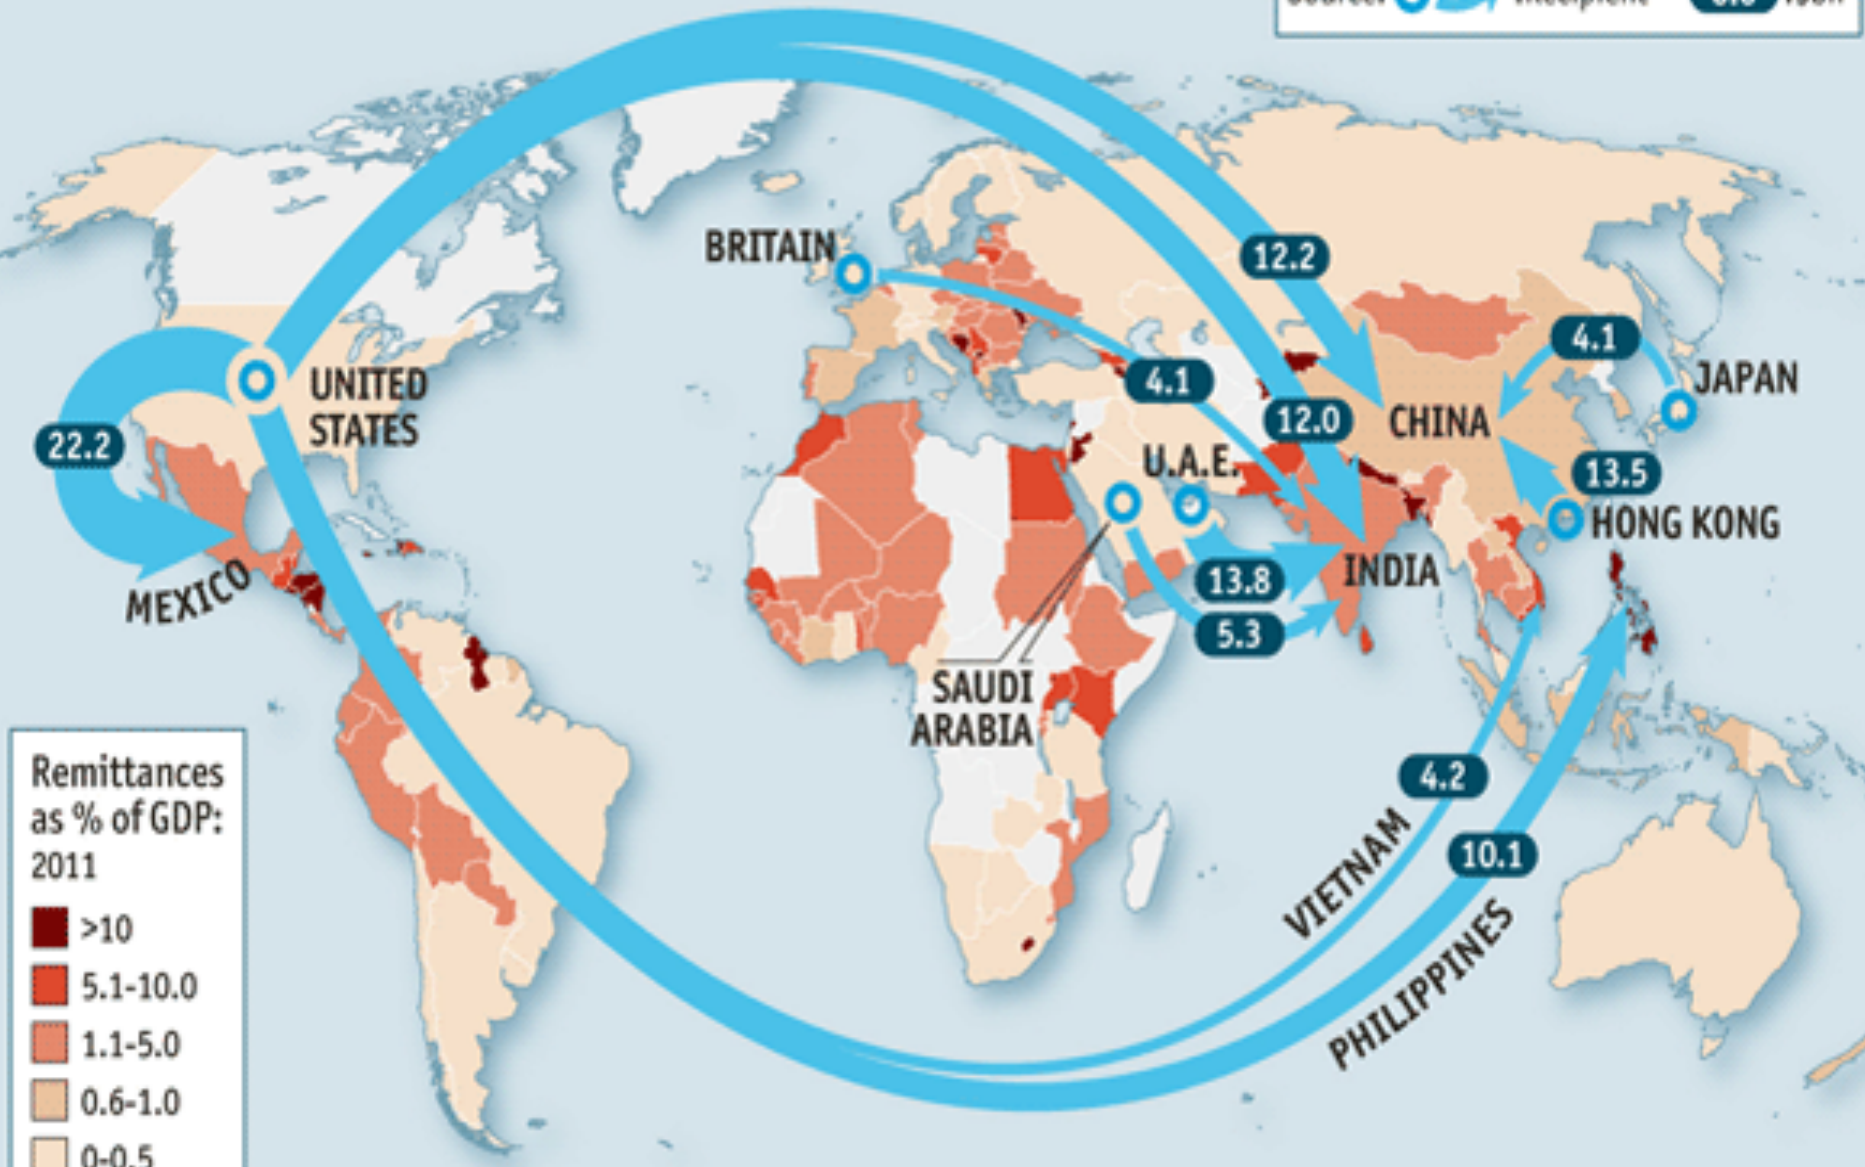 12.2
BRITAIN
4.1
JAPAN
UNITED
STATES
4.1
12.0
CHINA
22.2
U.A.E.
13.5
HONG KONG
MEXICO
13.8
INDIA
5.3
SAUDI
ARABIA
4.2
VIETNAM
10.1
PHILIPPINES
Remittances
as % of GDP:
2011
>10
5.1-10.0
1.1-5.0
0.6-1.0
0-0.5